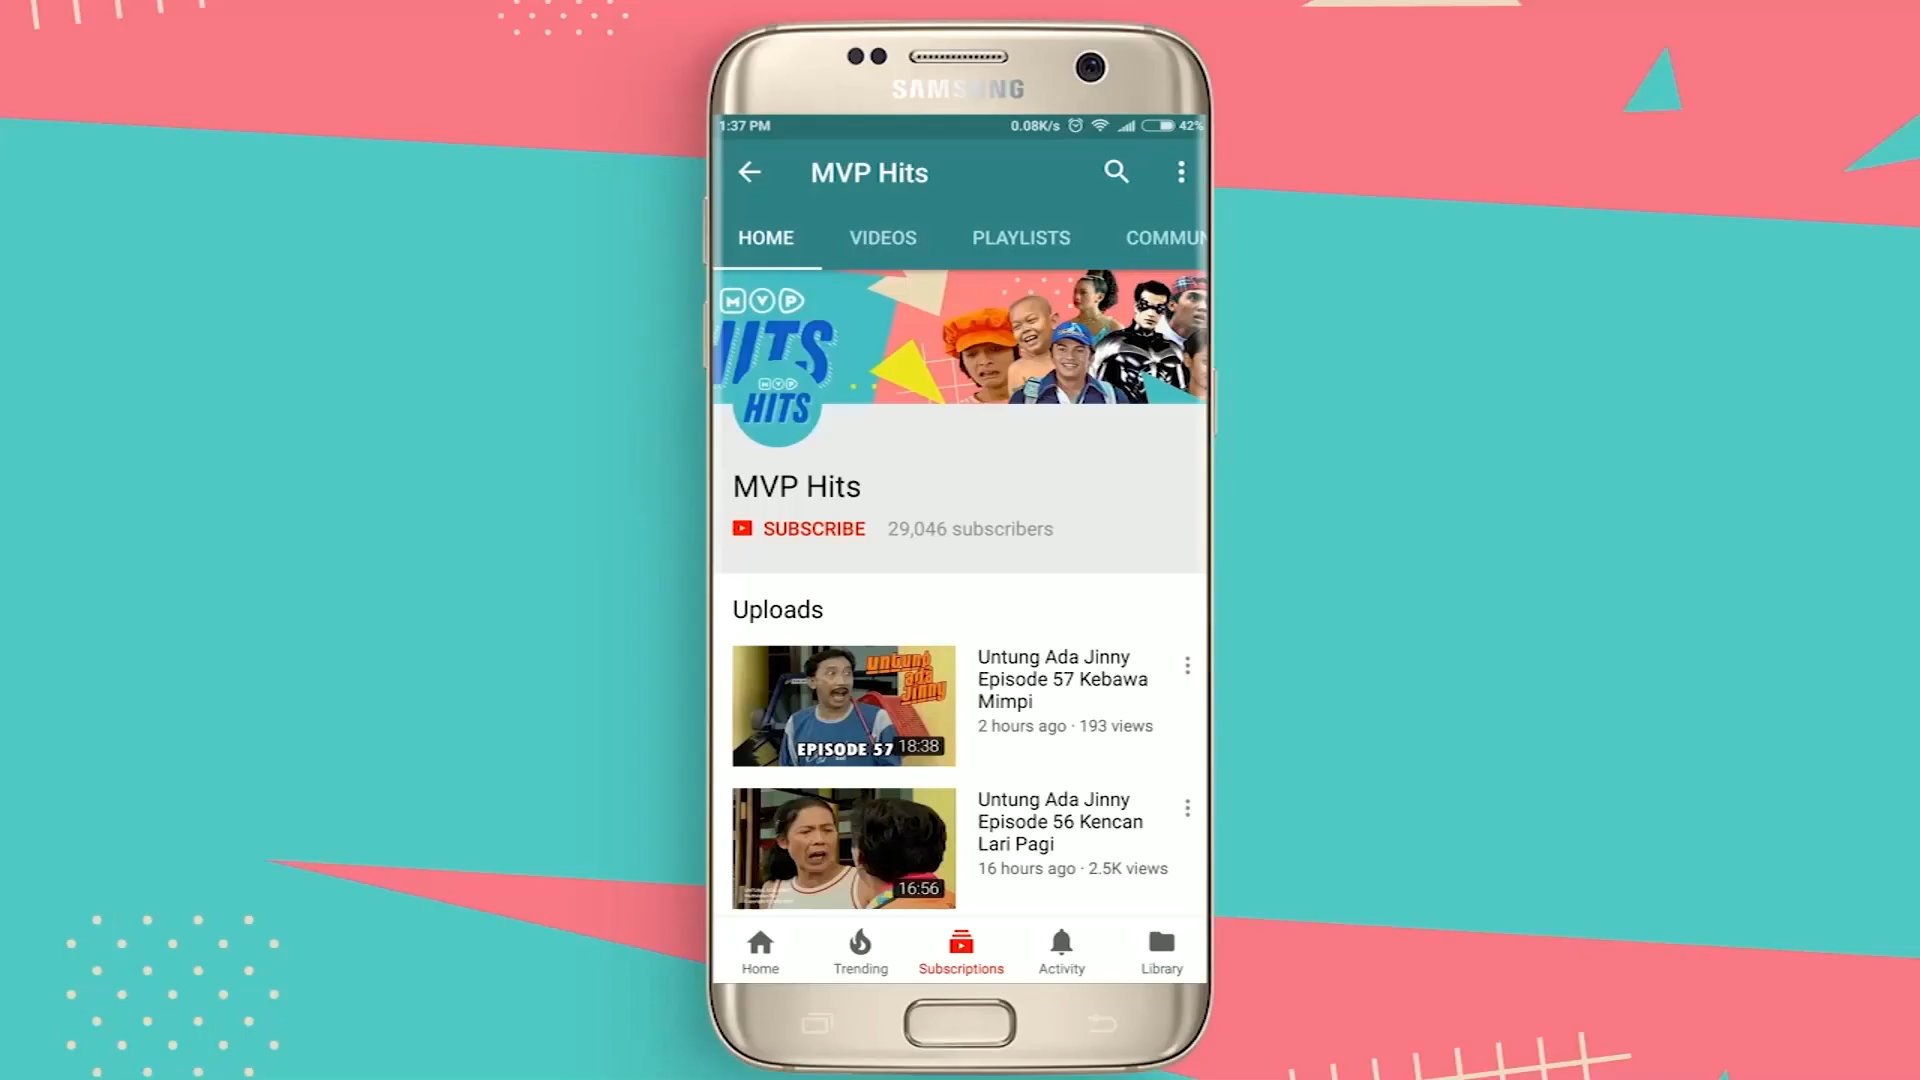 SAMSUNG
1:37 PM 0.08K/s 42%
MVP Hits
HOME VIDEOS PLAYLISTS COMMUN
MVP
HITS
MVP
HITS
MVP Hits
SUBSCRIBE 29,046 subscribers
Uploads
untung
ada
jinny
EPISODE 57 18:38
Untung Ada Jinny
Episode 57 Kebawa
Mimpi
2 hours ago · 193 views
16:56
Untung Ada Jinny
Episode 56 Kencan
Lari Pagi
16 hours ago · 2.5K views
Home Trending Subscriptions Activity Library